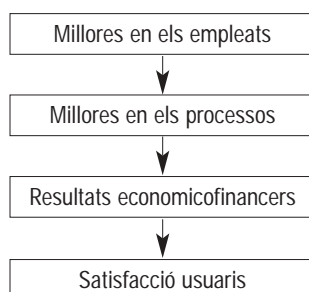 Millores en els empleats
Millores en els processos
Resultats economicofinancers
Satisfacció usuaris